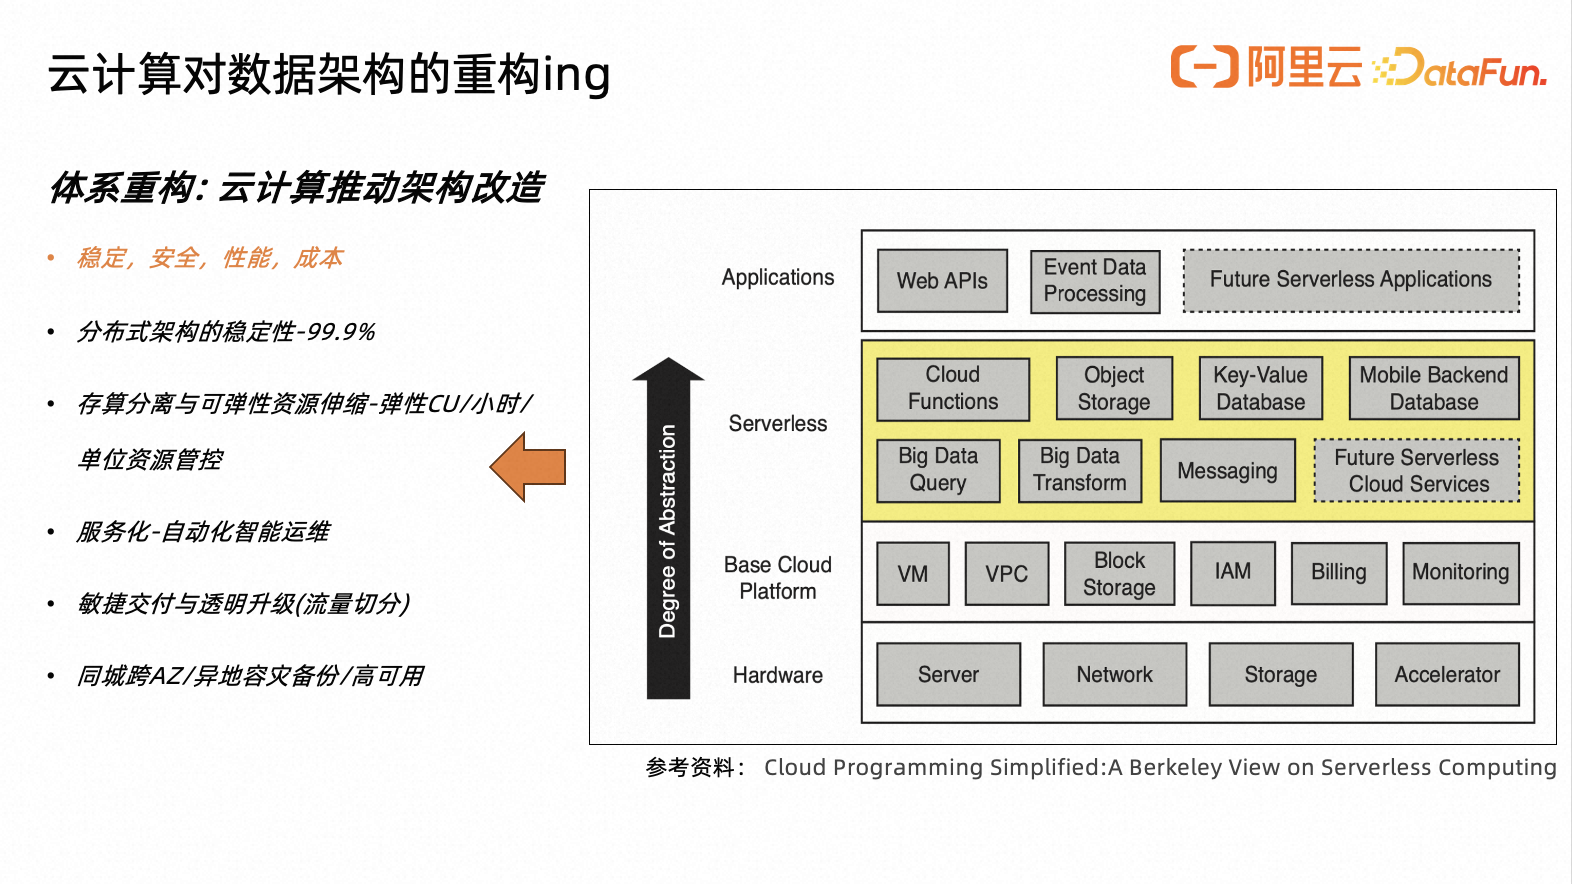 云计算对数据架构的重构ing
阿里云 DataFun.
体系重构: 云计算推动架构改造
• 稳定，安全，性能，成本
• 分布式架构的稳定性-99.9%
• 存算分离与可弹性资源伸缩-弹性CU/小时/
单位资源管控
• 服务化-自动化智能运维
• 敏捷交付与透明升级(流量切分)
• 同城跨AZ/异地容灾备份/高可用
Degree of Abstraction
Applications
Web APIs
Event Data
Processing
Future Serverless Applications
Serverless
Cloud
Functions
Object
Storage
Key-Value
Database
Mobile Backend
Database
Big Data
Query
Big Data
Transform
Messaging
Future Serverless
Cloud Services
Base Cloud
Platform
VM
VPC
Block
Storage
IAM
Billing
Monitoring
Hardware
Server
Network
Storage
Accelerator
参考资料： Cloud Programming Simplified:A Berkeley View on Serverless Computing